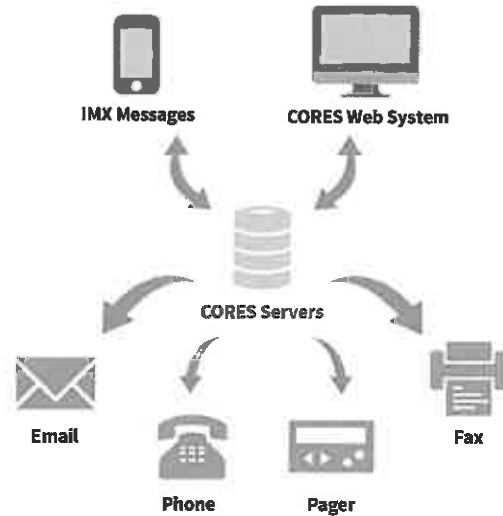 IMX Messages
CORES Web System
CORES Servers
Email
Fax
Phone
Pager